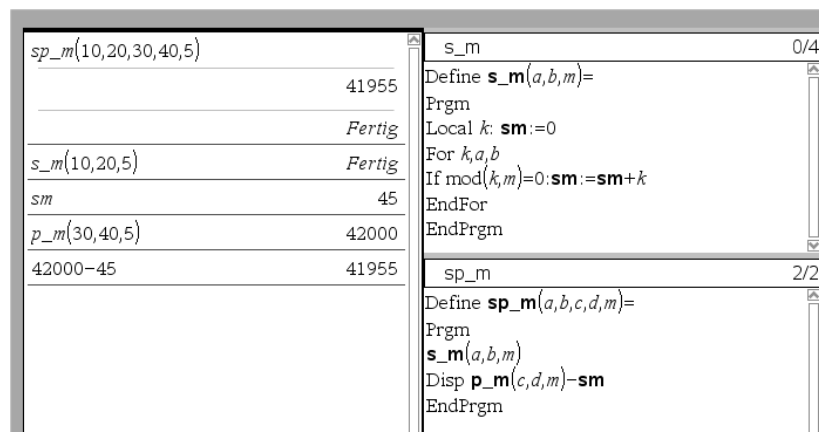 sp_m(10,20,30,40,5)
41955
Fertig
s_m(10,20,5) Fertig
sm 45
p_m(30,40,5) 42000
42000−45 41955
s_m 0/4
Define s_m(a,b,m)=
Prgm
Local k: sm:=0
For k,a,b
If mod(k,m)=0:sm:=sm+k
EndFor
EndPrgm
sp_m 2/2
Define sp_m(a,b,c,d,m)=
Prgm
s_m(a,b,m)
Disp p_m(c,d,m)−sm
EndPrgm